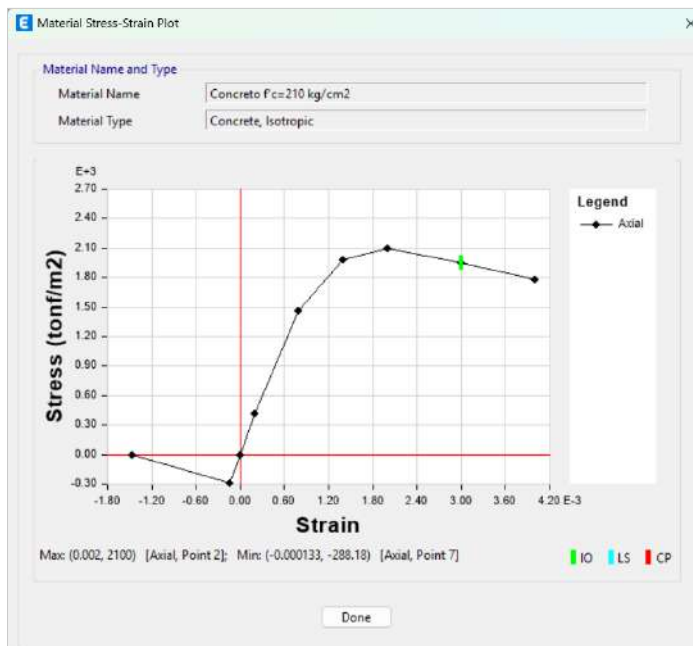 E Material Stress-Strain Plot ×
Material Name and Type
Material Name Concreto f'c=210 kg/cm2
Material Type Concrete, Isotropic
E+3
2.70
2.40
2.10
1.80
1.50
1.20
0.90
0.60
0.30
0.00
-0.30
Stress (tonf/m2)
-1.80 -1.20 -0.60 0.00 0.60 1.20 1.80 2.40 3.00 3.60 4.20 E-3
Strain
Legend
Axial
Max: (0.002, 2100) [Axial, Point 2]; Min: (-0.000133, -288.18) [Axial, Point 7]
IO LS CP
Done